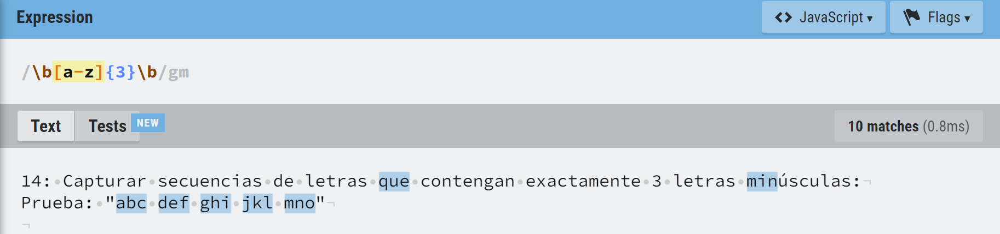 Expression
<> JavaScript ▾
Flags ▾
/\b[a-z]{3}\b/gm
Text
Tests
NEW
10 matches (0.8ms)
14:·Capturar·secuencias·de·letras·que·contengan·exactamente·3·letras·minúsculas:¬
Prueba:·"abc·def·ghi·jkl·mno"¬
¬